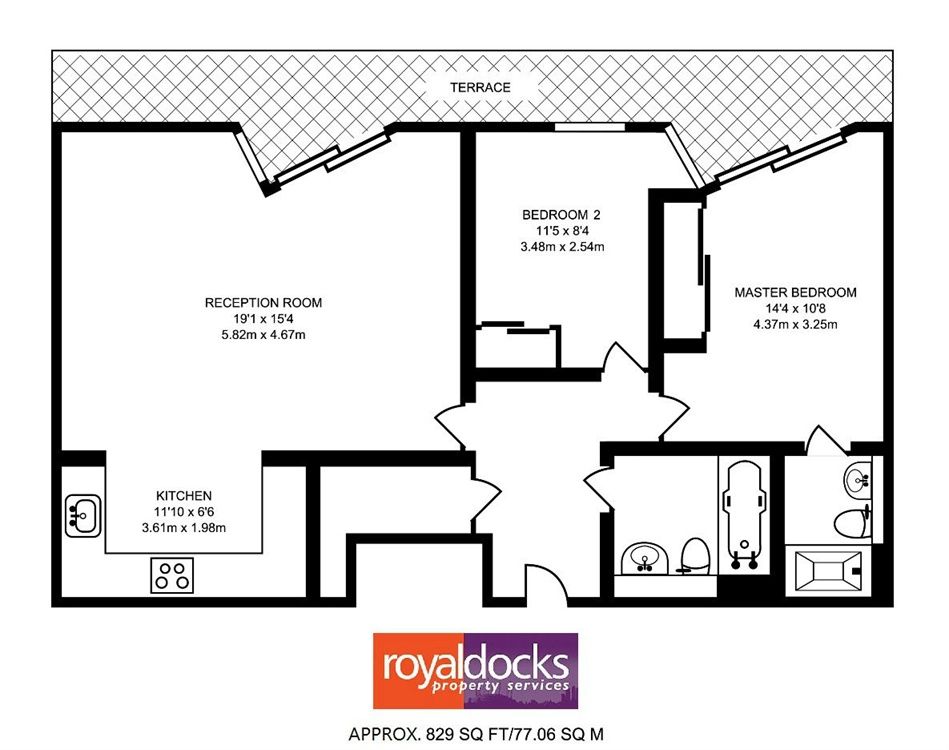 TERRACE
BEDROOM 2
11'5 x 8'4
3.48m x 2.54m
RECEPTION ROOM
19'1 x 15'4
5.82m x 4.67m
MASTER BEDROOM
14'4 x 10'8
4.37m x 3.25m
KITCHEN
11'10 x 6'6
3.61m x 1.98m
royaldocks
property services
APPROX. 829 SQ FT/77.06 SQ M